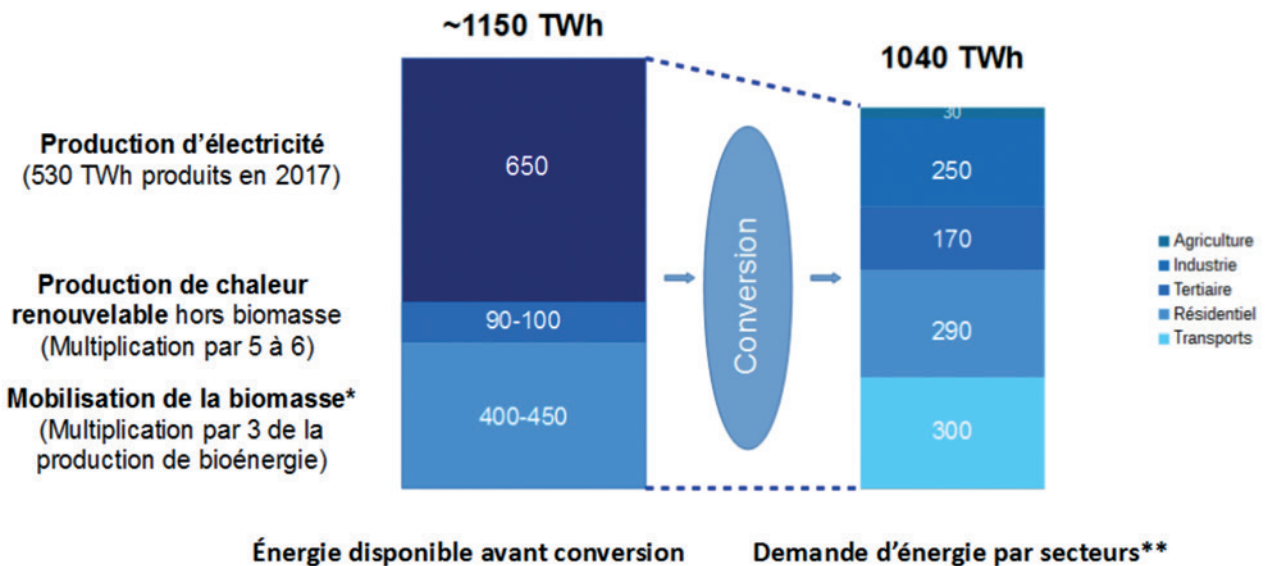 ~1150 TWh
1040 TWh
Production d’électricité
(530 TWh produits en 2017)
650
Production de chaleur
renouvelable hors biomasse
(Multiplication par 5 à 6)
90-100
Mobilisation de la biomasse*
(Multiplication par 3 de la
production de bioénergie)
400-450
Conversion
30
250
170
290
300
Agriculture
Industrie
Tertiaire
Résidentiel
Transports
Énergie disponible avant conversion
Demande d’énergie par secteurs**